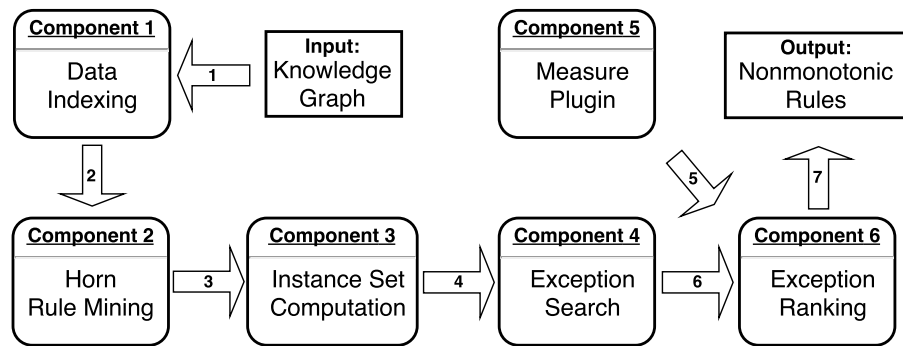 Component 1
Data
Indexing
1
Input:
Knowledge
Graph
Component 5
Measure
Plugin
Output:
Nonmonotonic
Rules
2
5
7
Component 2
Horn
Rule Mining
3
Component 3
Instance Set
Computation
4
Component 4
Exception
Search
6
Component 6
Exception
Ranking